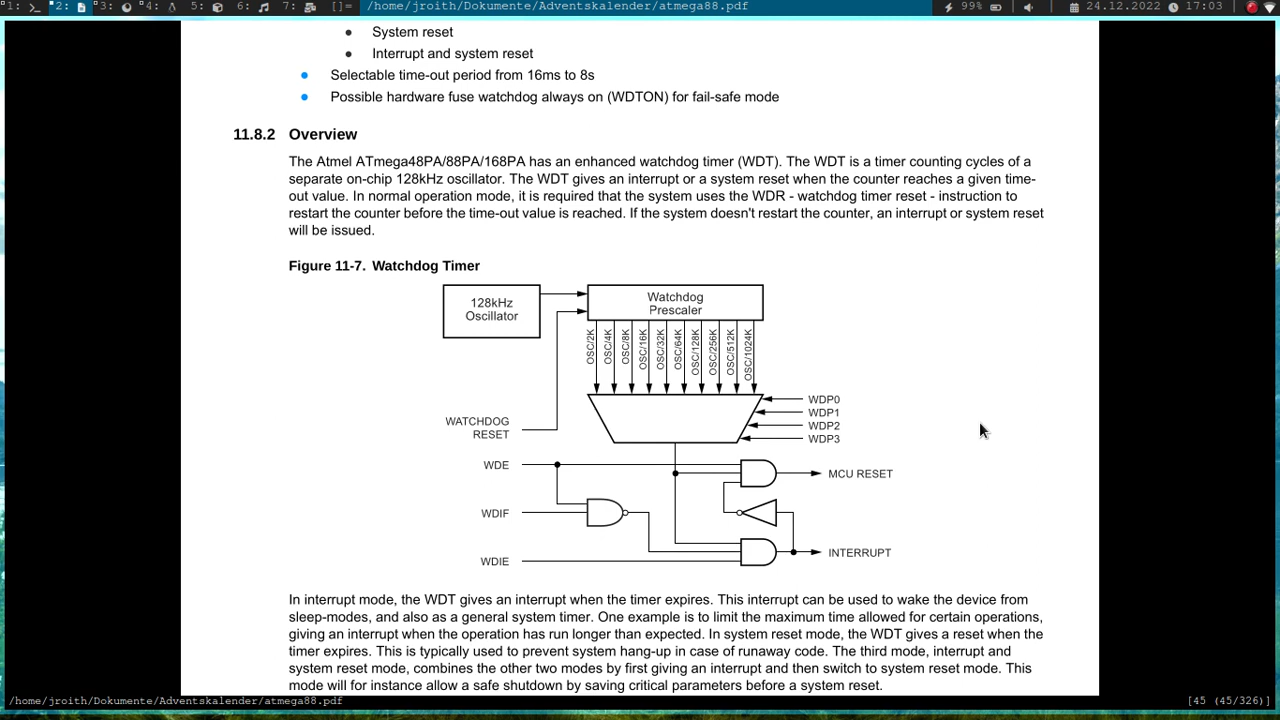 1: 2: 3: 4: 5: 6: 7: []= /home/jroith/Dokumente/Adventskalender/atmega88.pdf 99% 24.12.2022 17:03
● System reset
● Interrupt and system reset
● Selectable time-out period from 16ms to 8s
● Possible hardware fuse watchdog always on (WDTON) for fail-safe mode
11.8.2 Overview
The Atmel ATmega48PA/88PA/168PA has an enhanced watchdog timer (WDT). The WDT is a timer counting cycles of a
separate on-chip 128kHz oscillator. The WDT gives an interrupt or a system reset when the counter reaches a given time-
out value. In normal operation mode, it is required that the system uses the WDR - watchdog timer reset - instruction to
restart the counter before the time-out value is reached. If the system doesn't restart the counter, an interrupt or system reset
will be issued.
Figure 11-7. Watchdog Timer
128kHz
Oscillator
Watchdog
Prescaler
OSC/2K
OSC/4K
OSC/8K
OSC/16K
OSC/32K
OSC/64K
OSC/128K
OSC/256K
OSC/512K
OSC/1024K
WDP0
WDP1
WDP2
WDP3
WATCHDOG
RESET
WDE
MCU RESET
WDIF
INTERRUPT
WDIE
In interrupt mode, the WDT gives an interrupt when the timer expires. This interrupt can be used to wake the device from
sleep-modes, and also as a general system timer. One example is to limit the maximum time allowed for certain operations,
giving an interrupt when the operation has run longer than expected. In system reset mode, the WDT gives a reset when the
timer expires. This is typically used to prevent system hang-up in case of runaway code. The third mode, interrupt and
system reset mode, combines the other two modes by first giving an interrupt and then switch to system reset mode. This
mode will for instance allow a safe shutdown by saving critical parameters before a system reset.
/home/jroith/Dokumente/Adventskalender/atmega88.pdf [45 (45/326)]